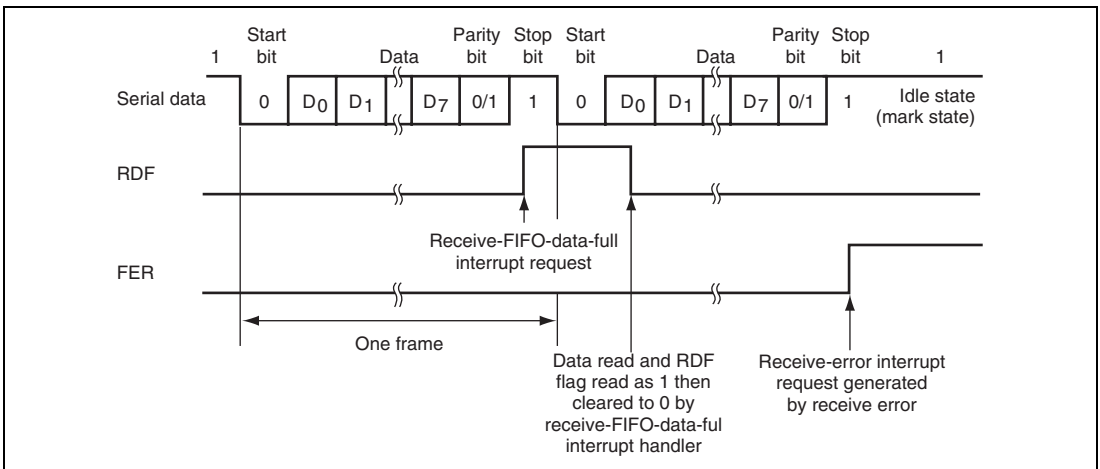 Start Parity Stop Start Parity Stop
1 bit Data bit bit bit Data bit bit 1
Serial data 0 D0 D1 D7 0/1 1 0 D0 D1 D7 0/1 1 Idle state
(mark state)
RDF
Receive-FIFO-data-full
interrupt request
FER
One frame
Data read and RDF
flag read as 1 then
cleared to 0 by
receive-FIFO-data-ful
interrupt handler
Receive-error interrupt
request generated
by receive error